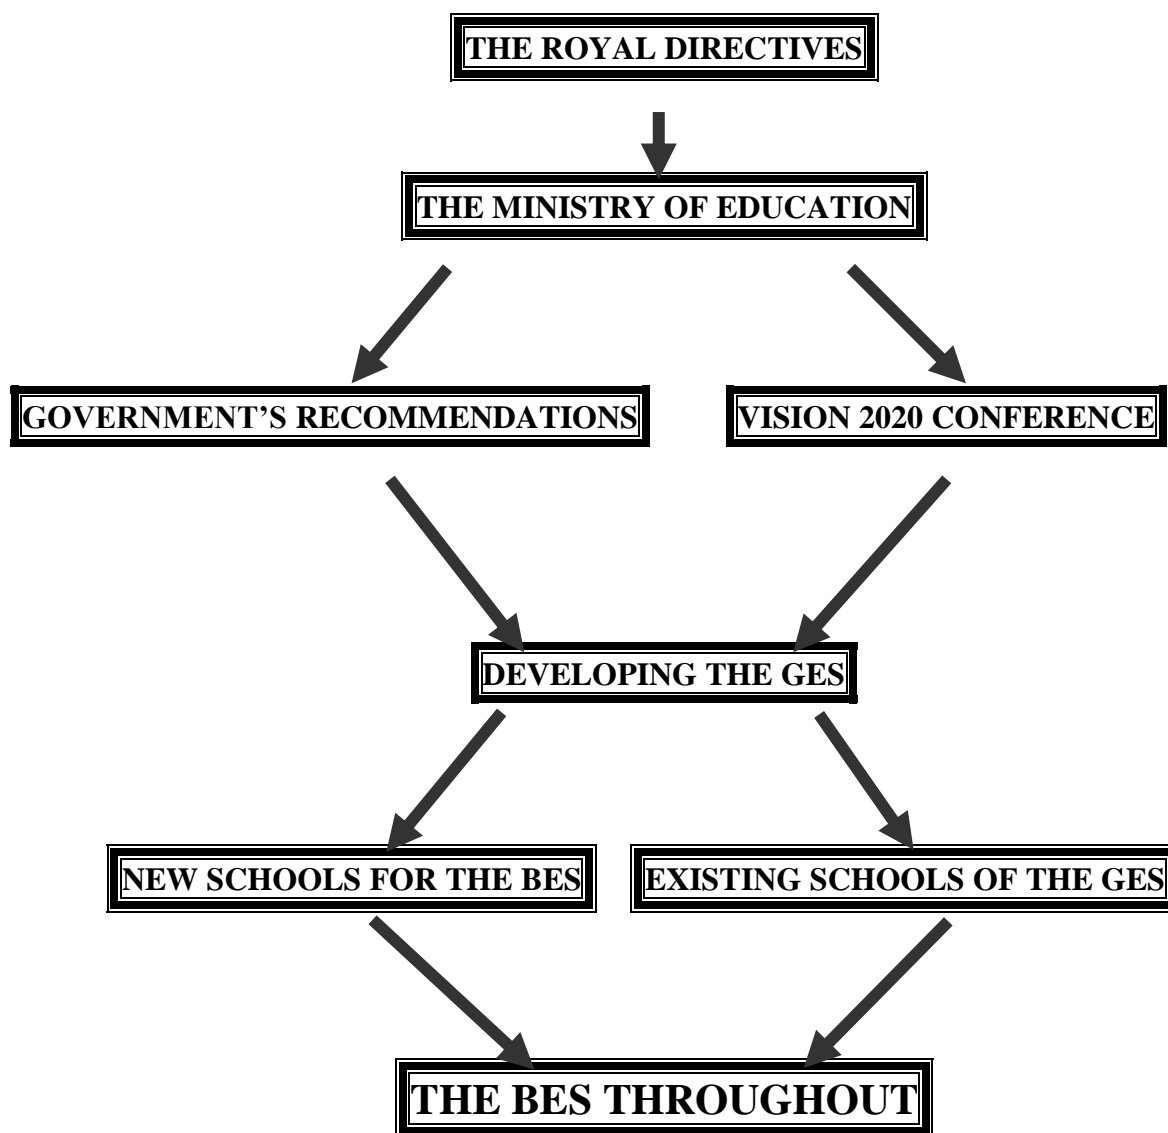 THE ROYAL DIRECTIVES
THE MINISTRY OF EDUCATION
GOVERNMENT’S RECOMMENDATIONS
VISION 2020 CONFERENCE
DEVELOPING THE GES
NEW SCHOOLS FOR THE BES
EXISTING SCHOOLS OF THE GES
THE BES THROUGHOUT